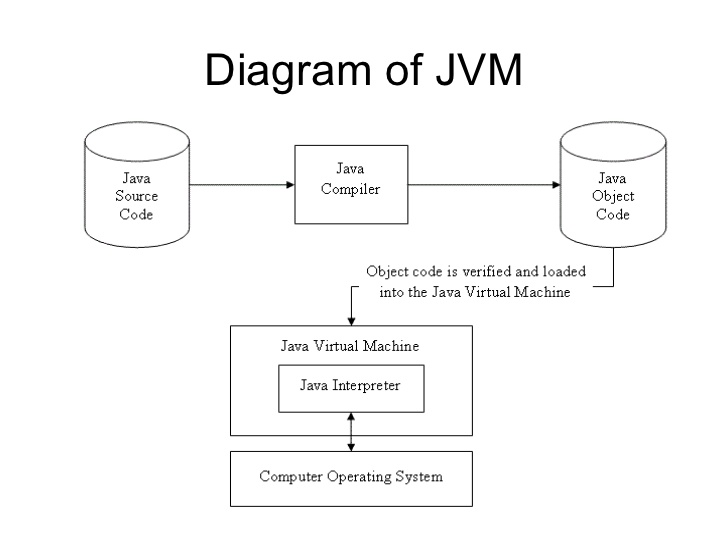 Diagram of JVM
Java
Source
Code
Java
Compiler
Java
Object
Code
Object code is verified and loaded
into the Java Virtual Machine
Java Virtual Machine
Java Interpreter
Computer Operating System